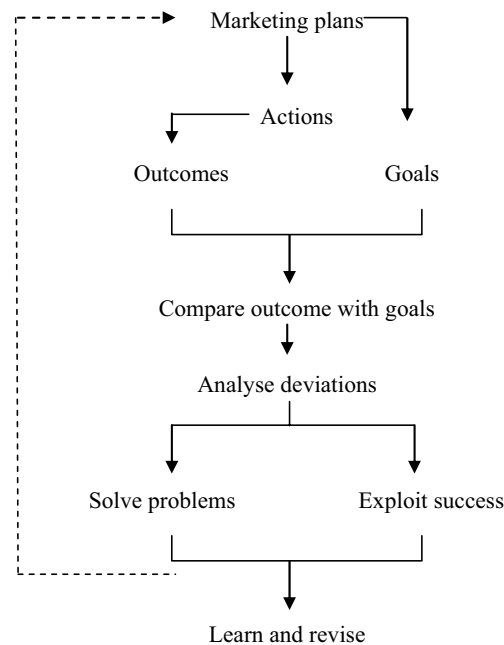 Marketing plans
Actions
Outcomes
Goals
Compare outcome with goals
Analyse deviations
Solve problems
Exploit success
Learn and revise